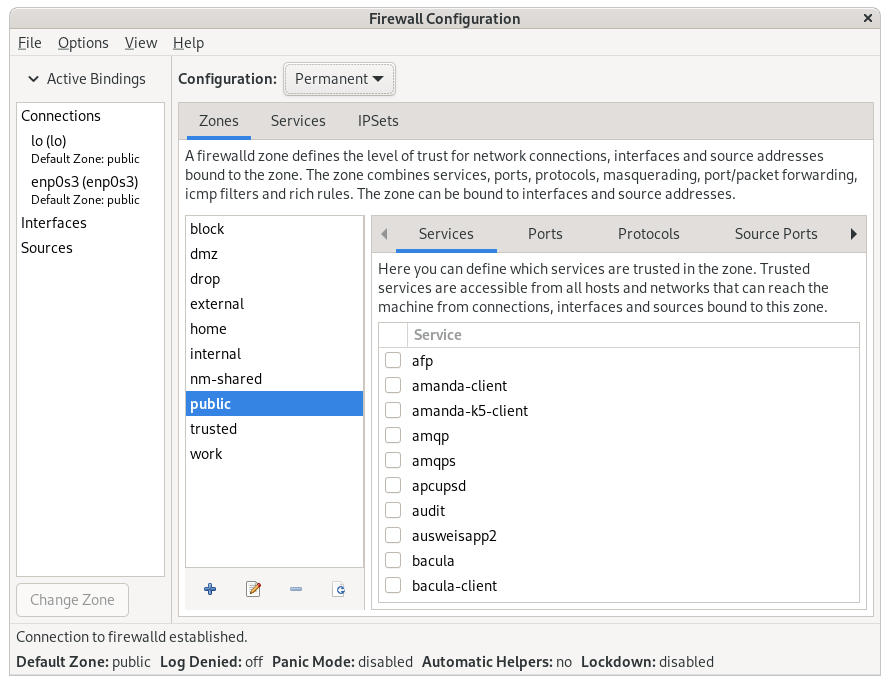 Firewall Configuration
File Options View Help
Active Bindings
Configuration: Permanent
Connections
lo (lo)
Default Zone: public
enp0s3 (enp0s3)
Default Zone: public
Interfaces
Sources
Change Zone
Zones Services IPSets
A firewalld zone defines the level of trust for network connections, interfaces and source addresses
bound to the zone. The zone combines services, ports, protocols, masquerading, port/packet forwarding,
icmp filters and rich rules. The zone can be bound to interfaces and source addresses.
block
dmz
drop
external
home
internal
nm-shared
public
trusted
work
Services Ports Protocols Source Ports
Here you can define which services are trusted in the zone. Trusted
services are accessible from all hosts and networks that can reach the
machine from connections, interfaces and sources bound to this zone.
Service
afp
amanda-client
amanda-k5-client
amqp
amqps
apcupsd
audit
ausweisapp2
bacula
bacula-client
Connection to firewalld established.
Default Zone: public Log Denied: off Panic Mode: disabled Automatic Helpers: no Lockdown: disabled